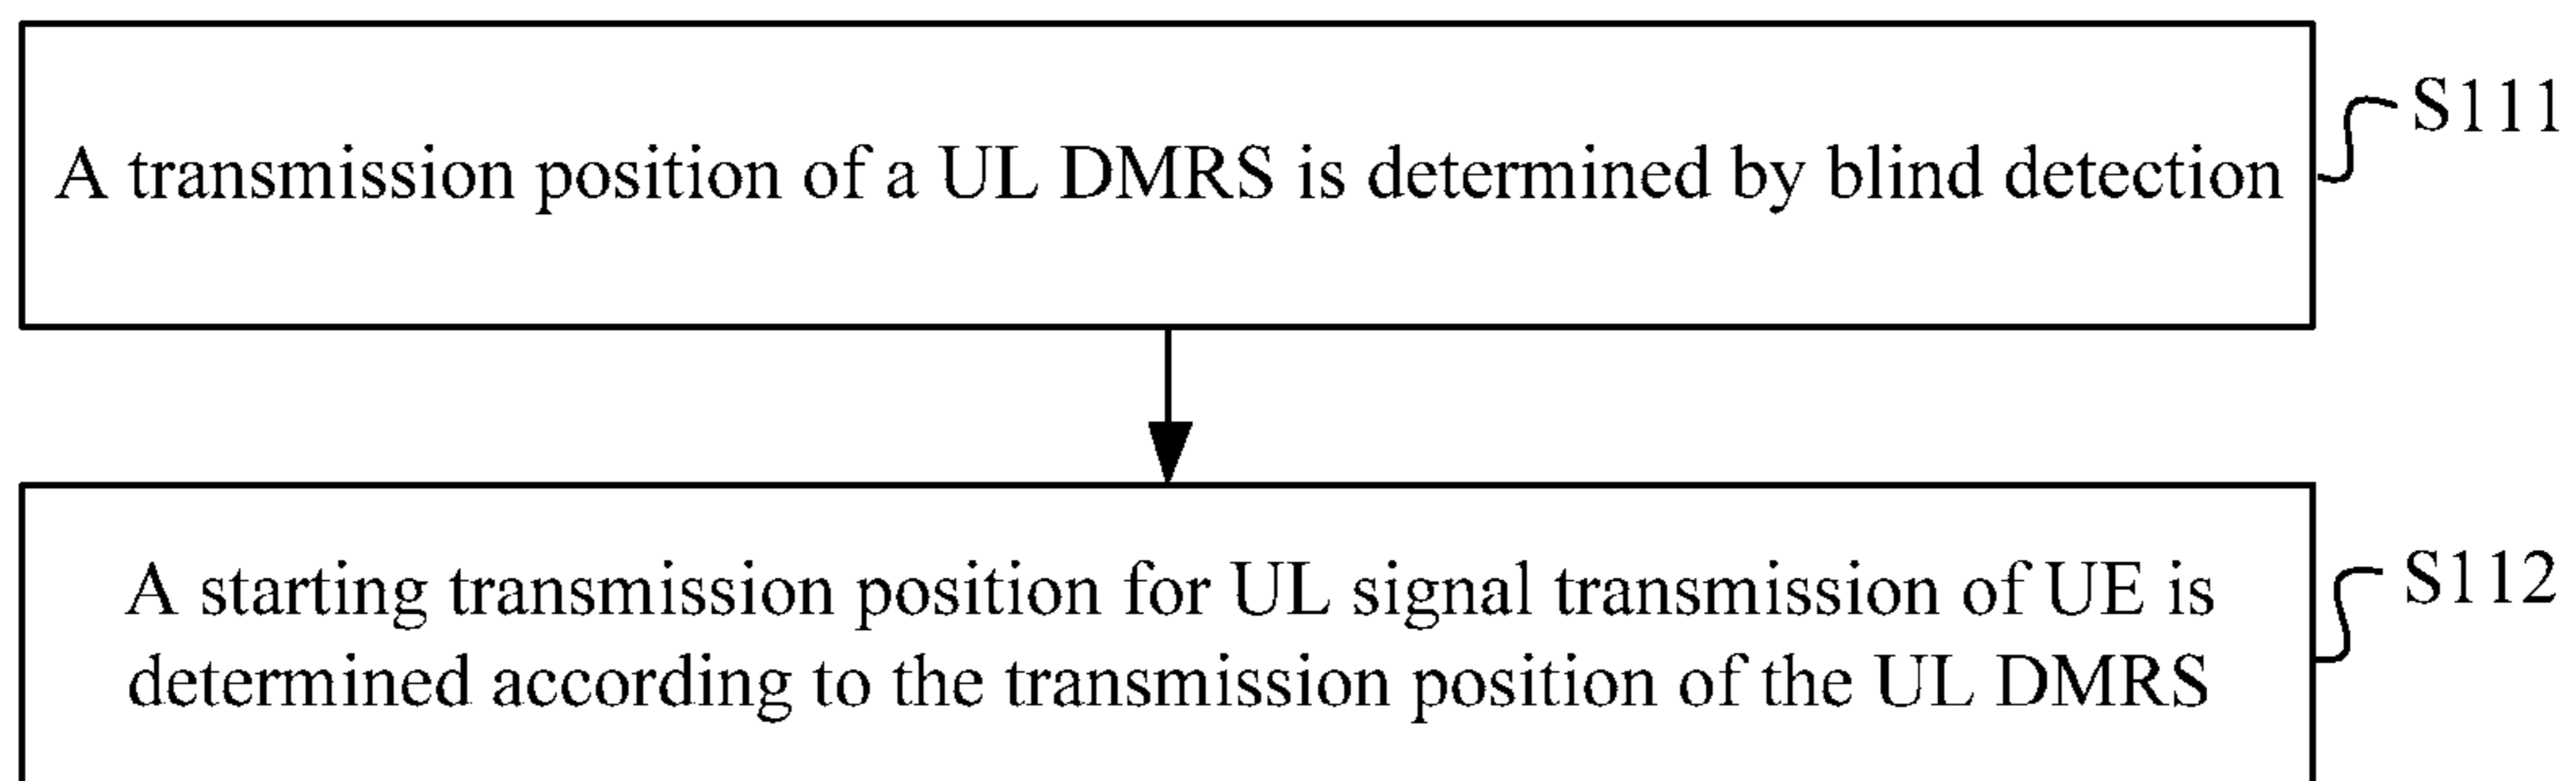 A transmission position of a UL DMRS is determined by blind detection
S111
A starting transmission position for UL signal transmission of UE is
determined according to the transmission position of the UL DMRS
S112